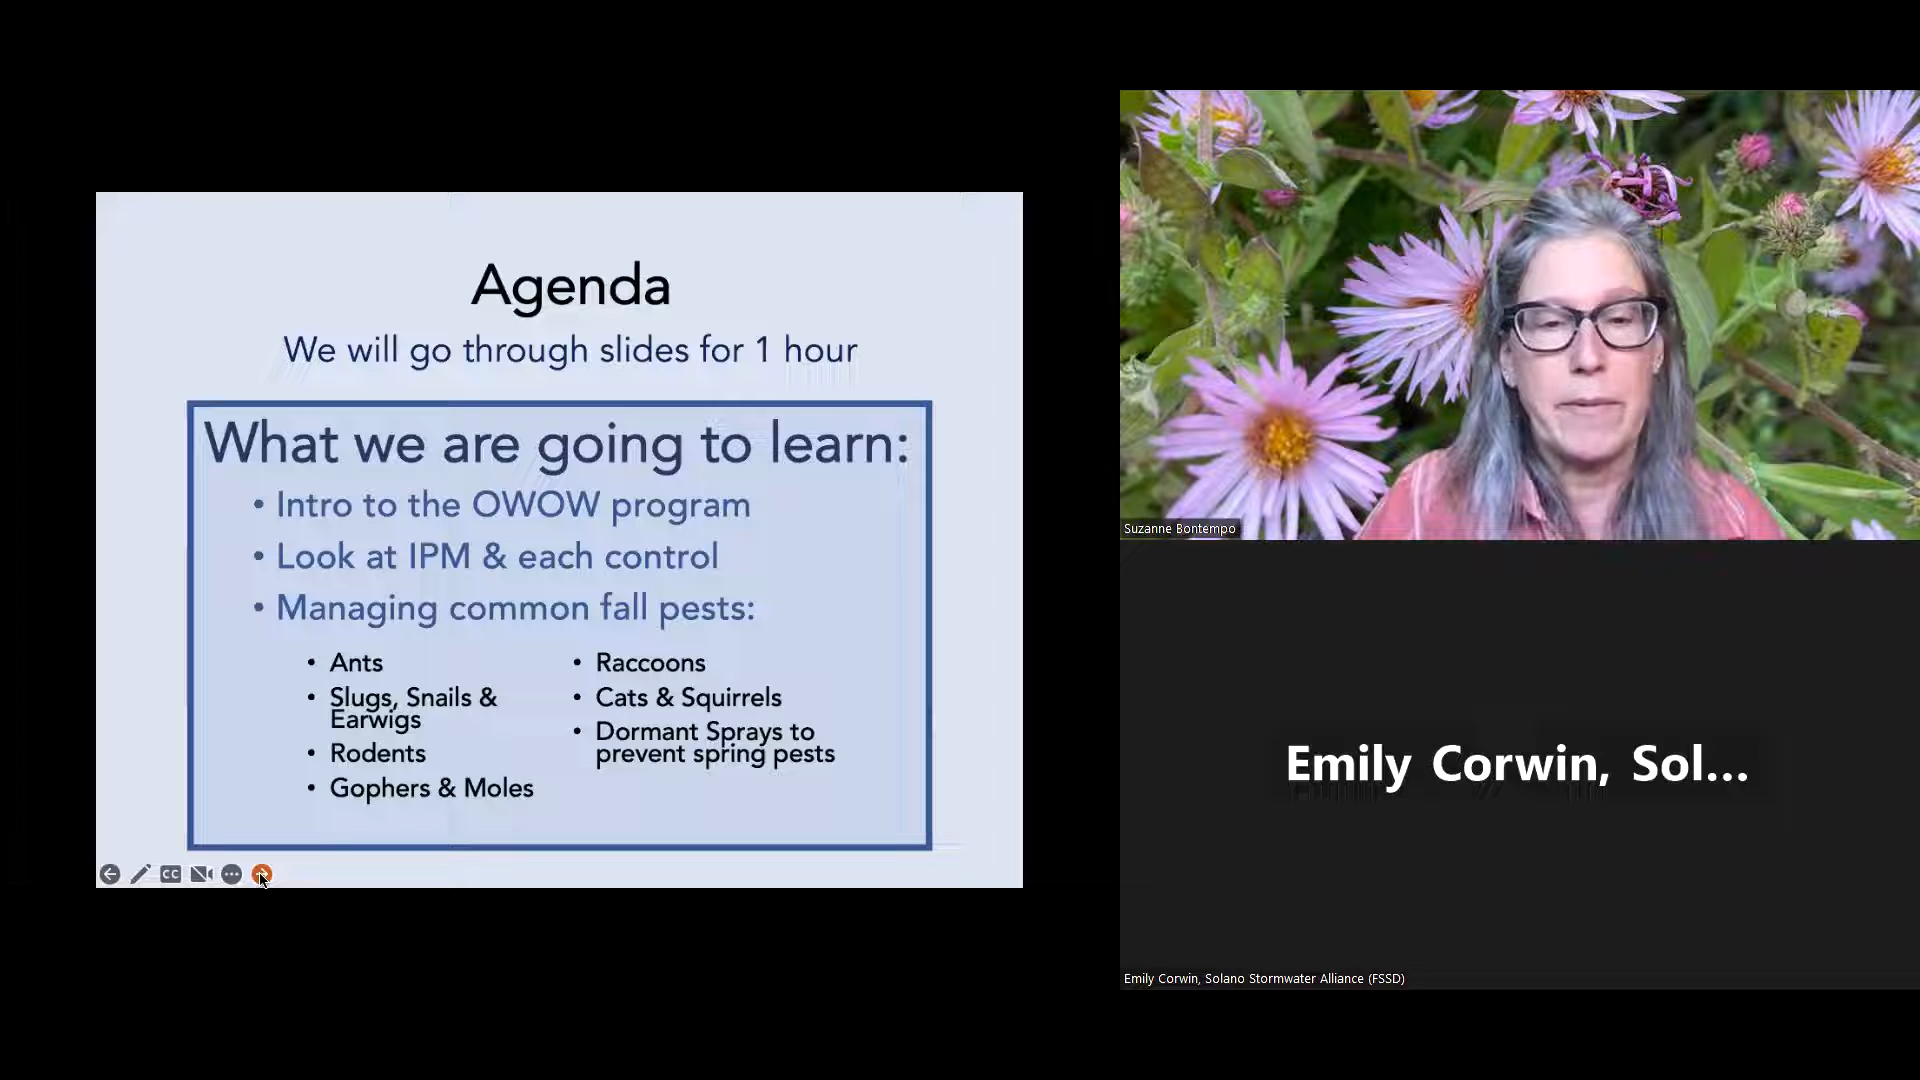 Agenda
We will go through slides for 1 hour
What we are going to learn:
• Intro to the OWOW program
• Look at IPM & each control
• Managing common fall pests:
• Ants
• Slugs, Snails &
Earwigs
• Rodents
• Gophers & Moles
• Raccoons
• Cats & Squirrels
• Dormant Sprays to
prevent spring pests
CC
Suzanne Bontempo
Emily Corwin, Sol...
Emily Corwin, Solano Stormwater Alliance (FSSD)